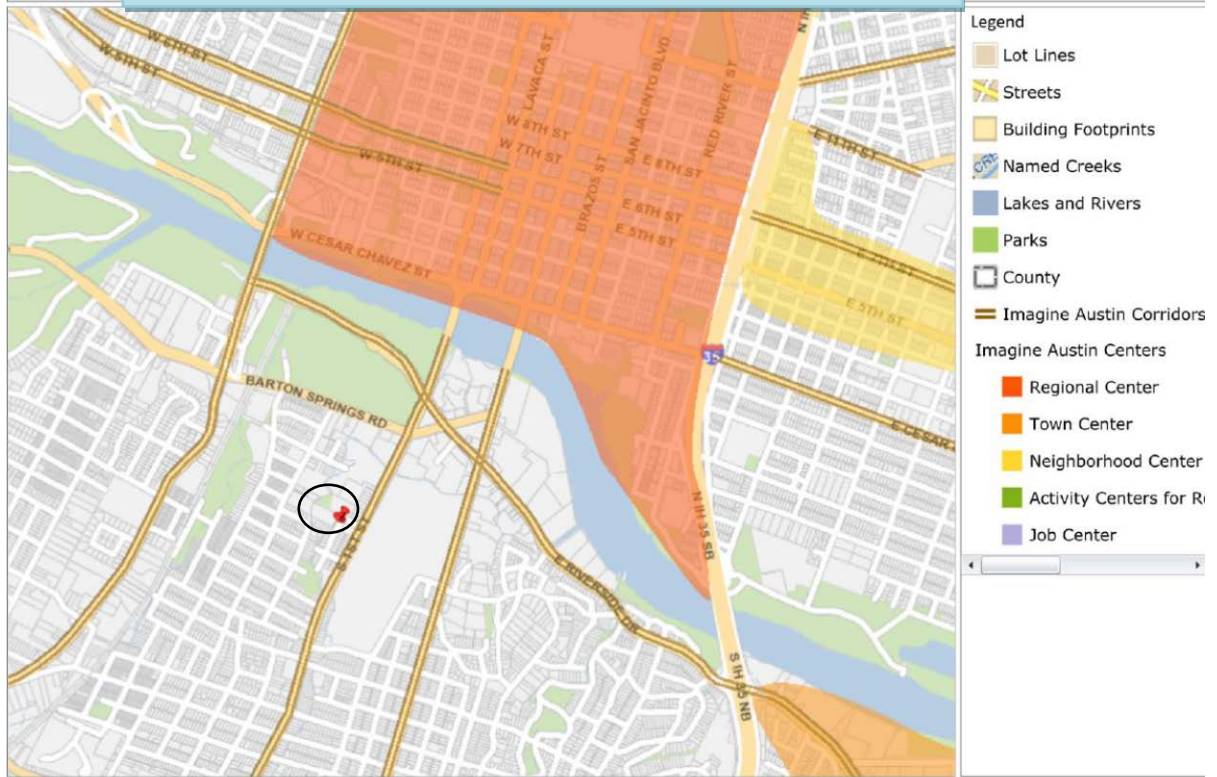 W 6TH ST
W 5TH ST
LAVACA ST
SAN JACINTO BLVD
RED RIVER ST
N IH
W 8TH ST
W 7TH ST
W 5TH ST
BRAZOS ST
E 8TH ST
E 6TH ST
E 5TH ST
E 11TH ST
E 7TH ST
E 5TH ST
W CESAR CHAVEZ ST
35
E CESAR
BARTON SPRINGS RD
S 1ST ST
N IH 35 SB
E RIVERSIDE DR
S IH 35 NB
Legend
Lot Lines
Streets
Building Footprints
Named Creeks
Lakes and Rivers
Parks
County
Imagine Austin Corridors
Imagine Austin Centers
Regional Center
Town Center
Neighborhood Center
Activity Centers for Re
Job Center